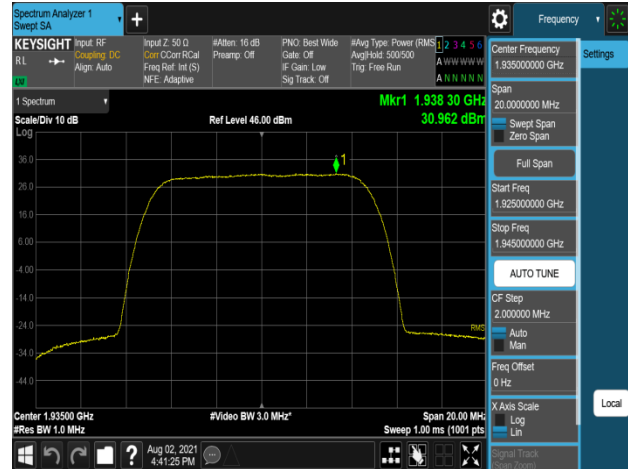 Spectrum Analyzer 1
Swept SA
+
Frequency
KEYSIGHT
RL
LXI
Input: RF
Coupling: DC
Align: Auto
Input Z: 50 Ω
Corr CCorr RCal
Freq Ref: Int (S)
NFE: Adaptive
#Atten: 16 dB
Preamp: Off
PNO: Best Wide
Gate: Off
IF Gain: Low
Sig Track: Off
#Avg Type: Power (RMS
Avg|Hold: 500/500
Trig: Free Run
1 2 3 4 5 6
A W W W W W
A N N N N N
1 Spectrum
Scale/Div 10 dB
Log
Ref Level 46.00 dBm
Mkr1 1.938 30 GHz
30.962 dBm
36.0
26.0
16.0
6.00
-4.00
-14.0
-24.0
-34.0
-44.0
1
RMS
Center 1.93500 GHz
#Res BW 1.0 MHz
#Video BW 3.0 MHz*
Span 20.00 MHz
Sweep 1.00 ms (1001 pts
Aug 02, 2021
4:41:25 PM
?
Center Frequency
1.935000000 GHz
Span
20.0000000 MHz
Swept Span
Zero Span
Full Span
Start Freq
1.925000000 GHz
Stop Freq
1.945000000 GHz
AUTO TUNE
CF Step
2.000000 MHz
Auto
Man
Freq Offset
0 Hz
X Axis Scale
Log
Lin
Signal Track
(Span Zoom)
Settings
Local